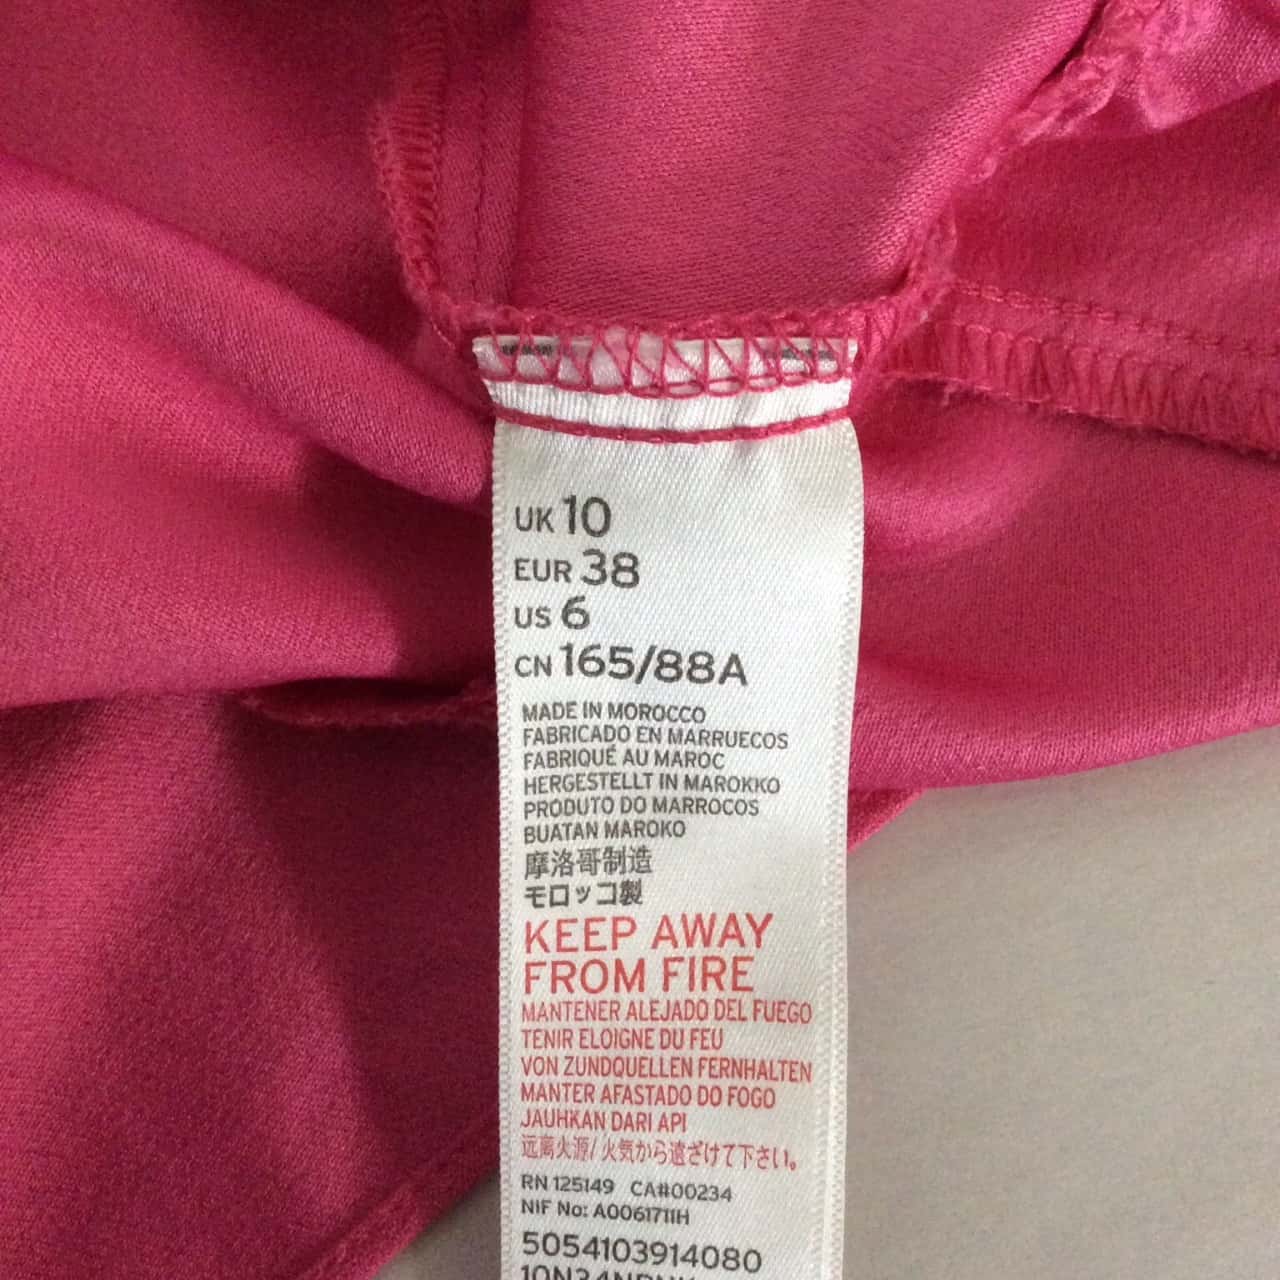 UK 10
EUR 38
US 6
CN 165/88A
MADE IN MOROCCO
FABRICADO EN MARRUECOS
FABRIQUÉ AU MAROC
HERGESTELLT IN MAROKKO
PRODUTO DO MARROCOS
BUATAN MAROKO
摩洛哥制造
モロッコ製
KEEP AWAY
FROM FIRE
MANTENER ALEJADO DEL FUEGO
TENIR ELOIGNE DU FEU
VON ZUNDQUELLEN FERNHALTEN
MANTER AFASTADO DO FOGO
JAUHKAN DARI API
远离火源/火気から遠ざけて下さい。
RN 125149 CA#00234
NIF No: A0061711H
5054103914080